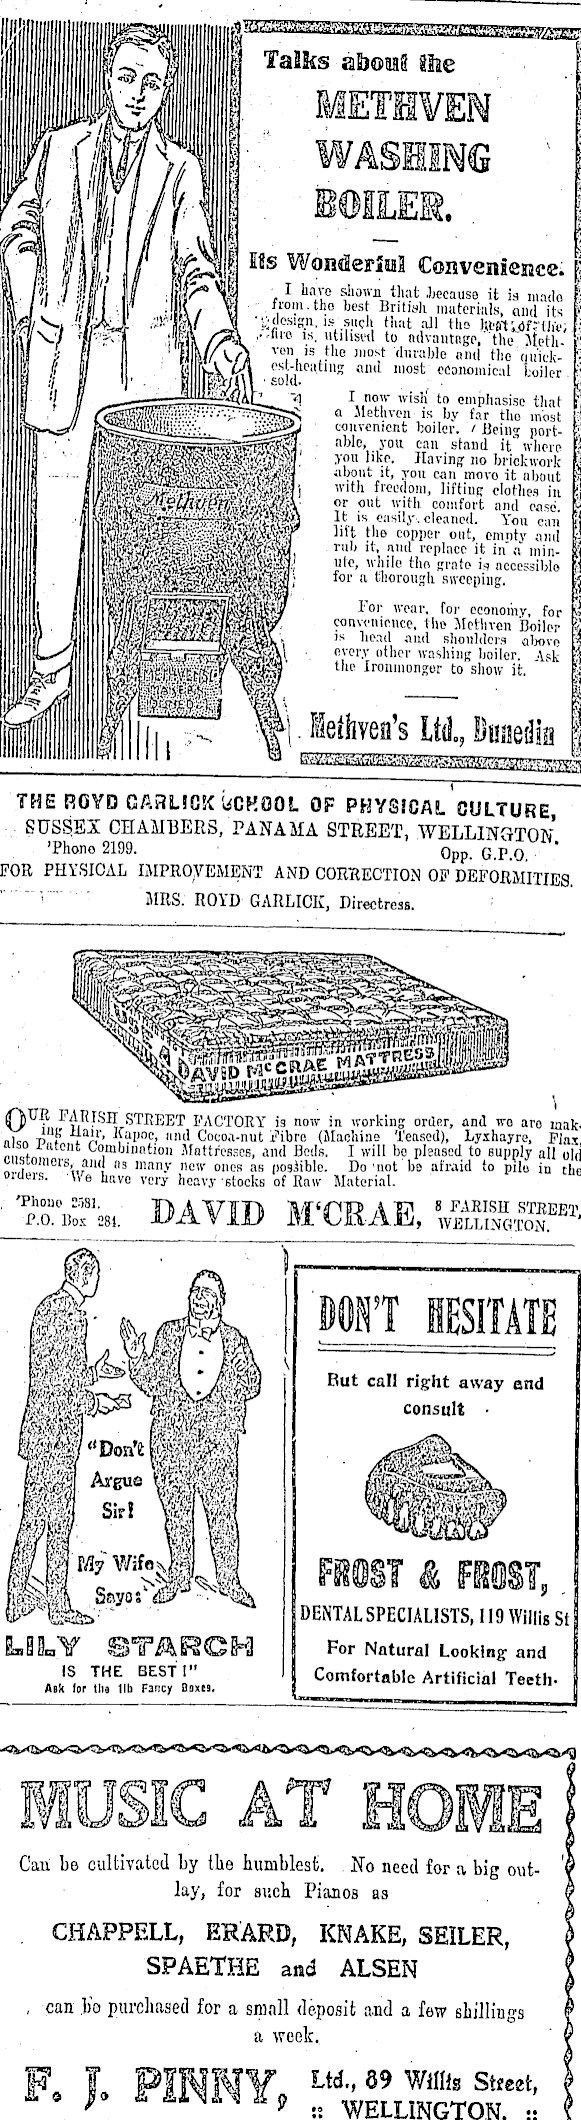 Talks about the
METHVEN
WASHING
BOILER.
Its Wonderful Convenience.
I have shown that because it is made
from the best British materials, and its
design is such that all the heat of the
fire is utilised to advantage, the Meth-
ven is the most durable and the quick-
est-heating and most economical boiler
sold.
I now wish to emphasise that
a Methven is by far the most
convenient boiler. Being port-
able, you can stand it where
you like. Having no brickwork
about it, you can move it about
with freedom, lifting clothes in
or out with comfort and ease.
It is easily cleaned. You can
lift the copper out, empty and
rub it, and replace it in a min-
ute, while the grate is accessible
for a thorough sweeping.
For wear, for economy, for
convenience, the Methven Boiler
is head and shoulders above
every other washing boiler. Ask
the Ironmonger to show it.
Methven's Ltd., Dunedin
Methven
METHVENS
DUNEDIN
THE ROYD GARLICK SCHOOL OF PHYSICAL CULTURE,
SUSSEX CHAMBERS, PANAMA STREET, WELLINGTON.
'Phone 2199. Opp. G.P.O.
FOR PHYSICAL IMPROVEMENT AND CORRECTION OF DEFORMITIES.
MRS. ROYD GARLICK, Directress.
USE A
DAVID McCRAE MATTRESS
OUR FARISH STREET FACTORY is now in working order, and we are mak-
ing Hair, Kapoc, and Cocoa-nut Fibre (Machine Teased), Lyxhayre, Flax,
also Patent Combination Mattresses, and Beds. I will be pleased to supply all old
customers, and as many new ones as possible. Do not be afraid to pile in the
orders. We have very heavy stocks of Raw Material.
'Phone 2581.
P.O. Box 284.
DAVID M'CRAE,
8 FARISH STREET,
WELLINGTON.
"Don't
Argue
Sir!
My Wife
Says:
LILY STARCH
IS THE BEST!"
Ask for the 1lb Fancy Boxes.
DON'T HESITATE
But call right away and
consult
FROST & FROST,
DENTAL SPECIALISTS, 119 Willis St
For Natural Looking and
Comfortable Artificial Teeth.
MUSIC AT HOME
Can be cultivated by the humblest. No need for a big out-
lay, for such Pianos as
CHAPPELL, ERARD, KNAKE, SEILER,
SPAETHE and ALSEN
can be purchased for a small deposit and a few shillings
a week.
F. J. PINNY,
Ltd., 89 Willis Street,
:: WELLINGTON. ::